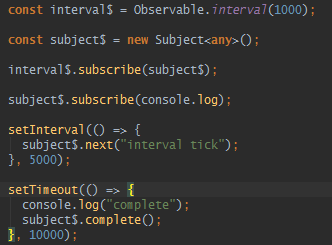 const interval$ = Observable.interval(1000);
const subject$ = new Subject<any>();
interval$.subscribe(subject$);
subject$.subscribe(console.log);
setInterval(() => {
  subject$.next("interval tick");
}, 5000);
setTimeout(() => {
  console.log("complete");
  subject$.complete();
}, 10000);